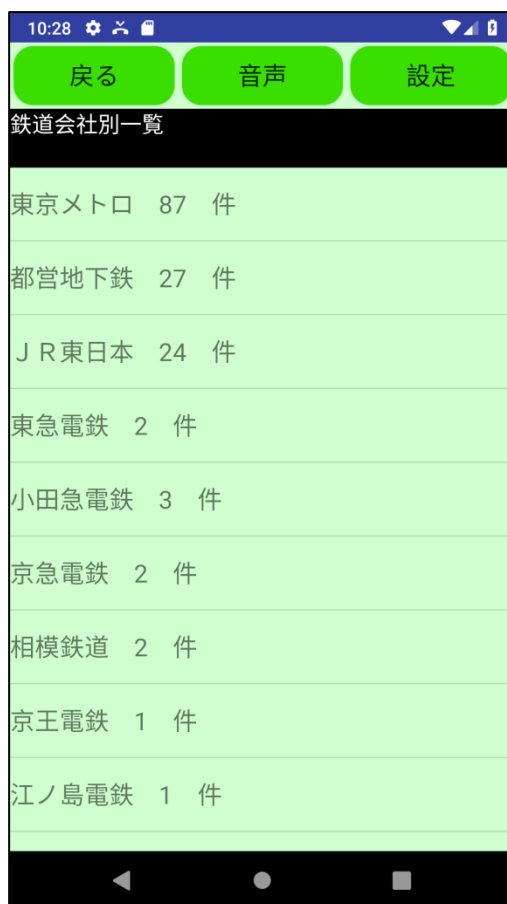 10:28
戻る 音声 設定
鉄道会社別一覧
東京メトロ　87　件
都営地下鉄　27　件
ＪＲ東日本　24　件
東急電鉄　2　件
小田急電鉄　3　件
京急電鉄　2　件
相模鉄道　2　件
京王電鉄　1　件
江ノ島電鉄　1　件